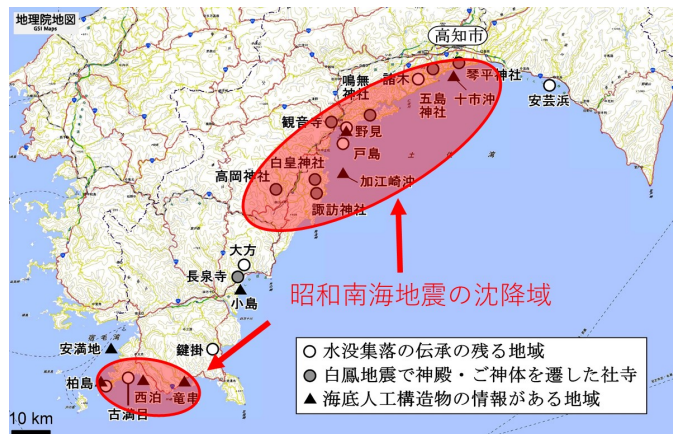 地理院地図
GSI Maps
高知市
鳴無
神社
諸木
琴平神社
五島
神社
十市沖
安芸浜
観音寺
野見
戸島
土佐湾
白皇神社
加江崎沖
高岡神社
諏訪神社
大方
長泉寺
小島
昭和南海地震の沈降域
宿毛湾
安満地
鍵掛
柏島
西泊
竜串
古満目
○水没集落の伝承の残る地域
●白鳳地震で神殿・ご神体を遷した社寺
▲海底人工構造物の情報がある地域
10 km